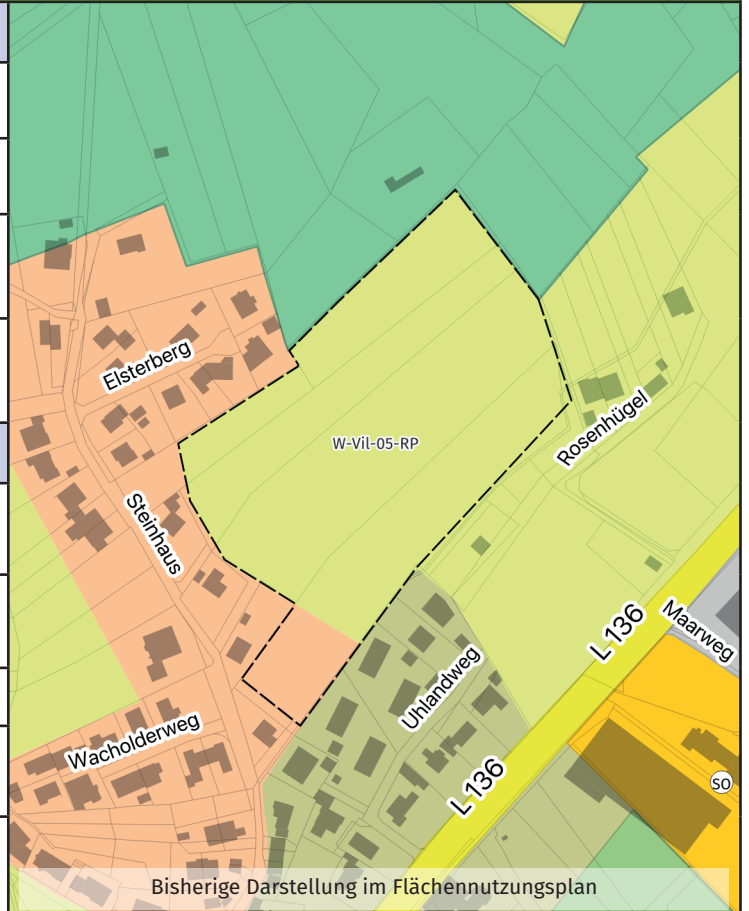 Elsterberg
W-Vil-05-RP
Rosenhügel
Steinhaus
L 136
Maarweg
Uhlandweg
Wacholderweg
L 136
SO
Bisherige Darstellung im Flächennutzungsplan